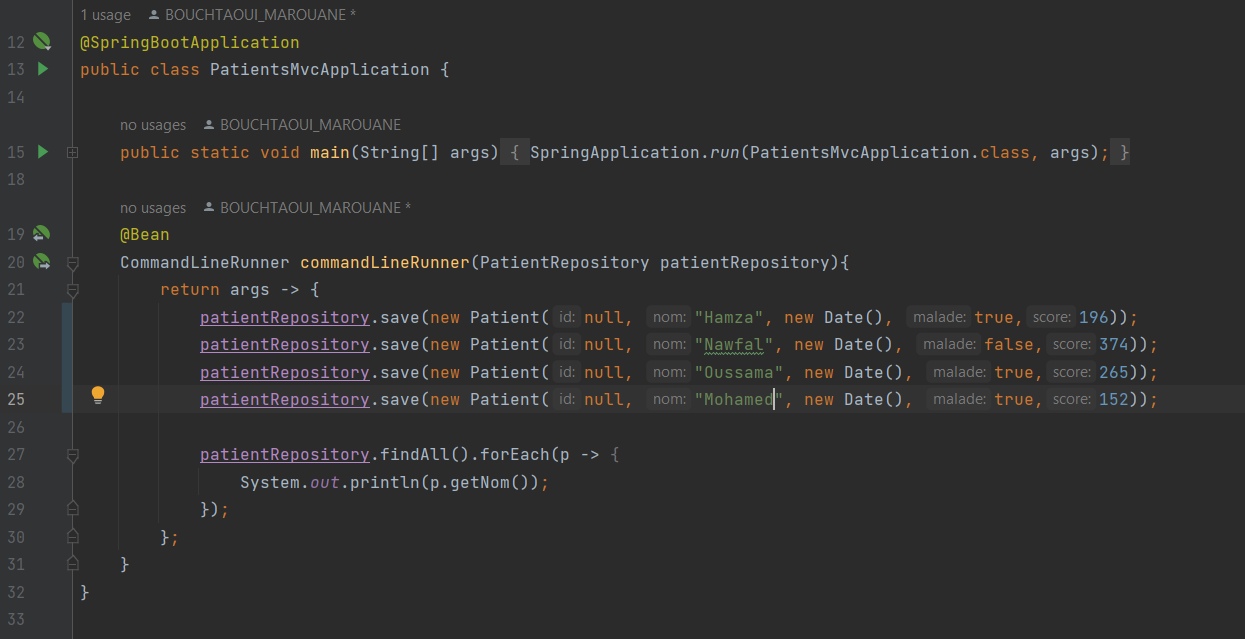 1 usage BOUCHTAOUI_MAROUANE *
12 @SpringBootApplication
13 public class PatientsMvcApplication {
14
no usages BOUCHTAOUI_MAROUANE
15 public static void main(String[] args) { SpringApplication.run(PatientsMvcApplication.class, args); }
18
no usages BOUCHTAOUI_MAROUANE *
19 @Bean
20 CommandLineRunner commandLineRunner(PatientRepository patientRepository){
21 return args -> {
22 patientRepository.save(new Patient( id: null, nom: "Hamza", new Date(), malade: true, score: 196));
23 patientRepository.save(new Patient( id: null, nom: "Nawfal", new Date(), malade: false, score: 374));
24 patientRepository.save(new Patient( id: null, nom: "Oussama", new Date(), malade: true, score: 265));
25 patientRepository.save(new Patient( id: null, nom: "Mohamed", new Date(), malade: true, score: 152));
26
27 patientRepository.findAll().forEach(p -> {
28 System.out.println(p.getNom());
29 });
30 };
31 }
32 }
33